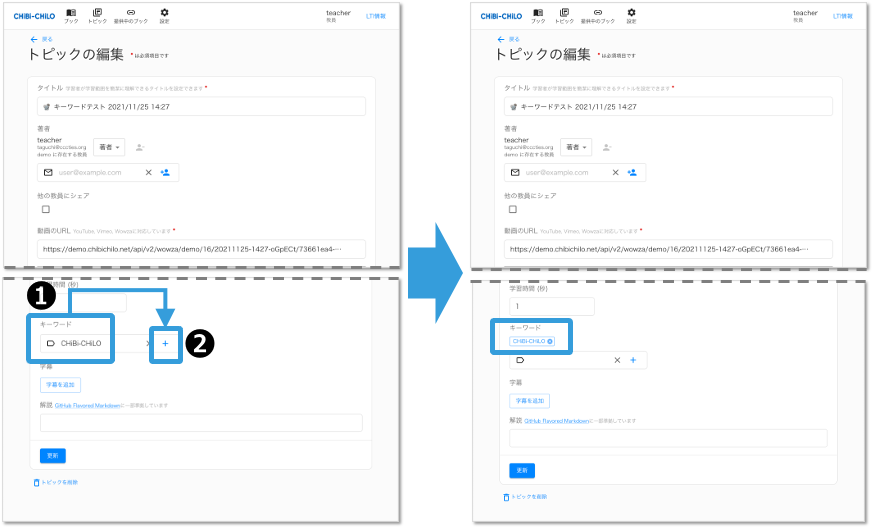 CHiBi-CHiLO
ブック
トピック
提供中のブック
設定
teacher
教員
LTI情報
戻る
トピックの編集 * は必須項目です
タイトル 学習者が学習範囲を簡潔に理解できるタイトルを設定できます *
キーワードテスト 2021/11/25 14:27
著者
teacher
demo に存在する教員
著者
user@example.com
他の教員にシェア
動画のURL YouTube, Vimeo, Wowzaに対応しています *
https://demo.chibichilo.net/api/v2/wowza/demo/16/20211125-1427-oGpECt/73661ea4-…
学習時間 (秒)
1
キーワード
CHiBi-CHiLO
2
字幕
字幕を追加
解説 GitHub Flavored Markdownに一部準拠しています
更新
トピックを削除
CHiBi-CHiLO
ブック
トピック
提供中のブック
設定
teacher
教員
LTI情報
戻る
トピックの編集 * は必須項目です
タイトル 学習者が学習範囲を簡潔に理解できるタイトルを設定できます *
キーワードテスト 2021/11/25 14:27
著者
teacher
demo に存在する教員
著者
user@example.com
他の教員にシェア
動画のURL YouTube, Vimeo, Wowzaに対応しています *
https://demo.chibichilo.net/api/v2/wowza/demo/16/20211125-1427-oGpECt/73661ea4-…
学習時間 (秒)
1
キーワード
CHiBi-CHiLO
字幕
字幕を追加
解説 GitHub Flavored Markdownに一部準拠しています
更新
トピックを削除